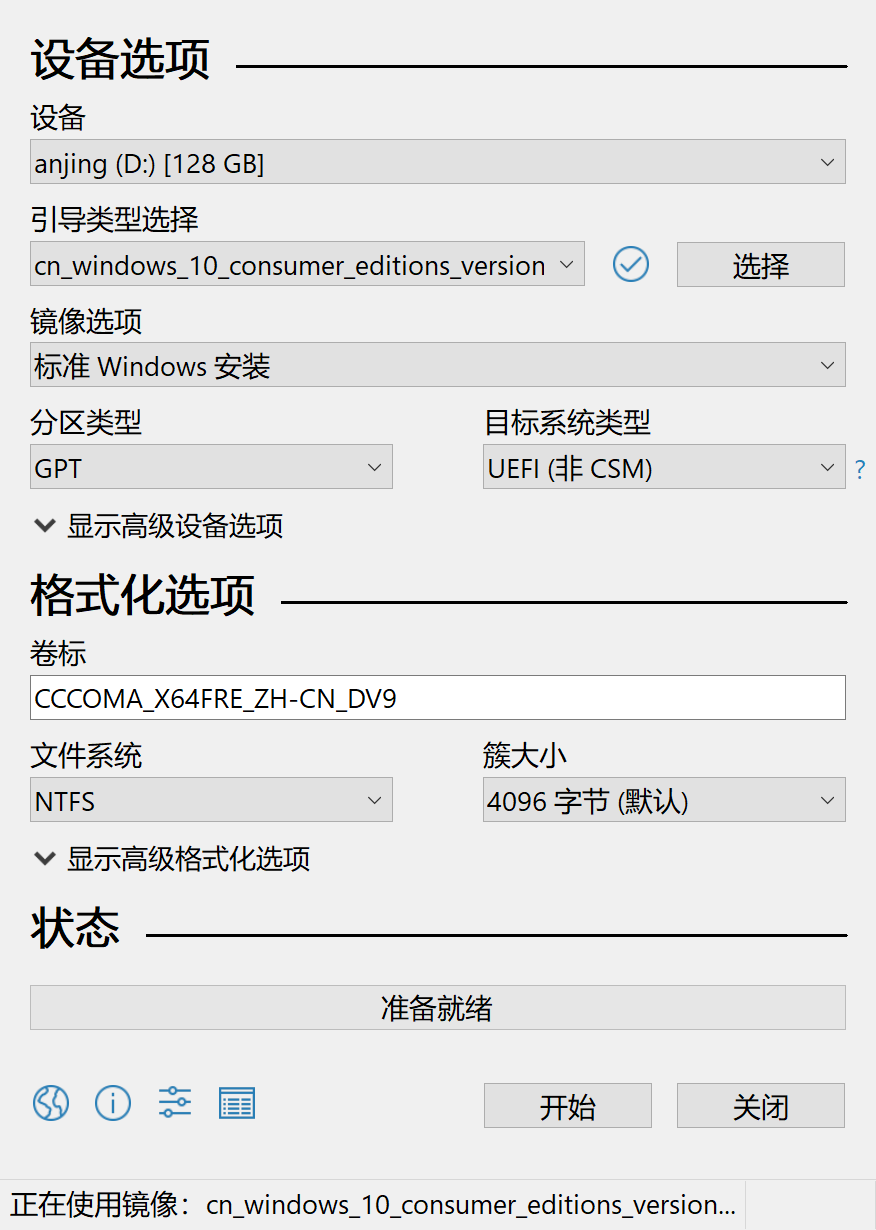 设备选项
设备
anjing (D:) [128 GB]
引导类型选择
cn_windows_10_consumer_editions_version
选择
镜像选项
标准 Windows 安装
分区类型
目标系统类型
GPT
UEFI (非 CSM)
?
显示高级设备选项
格式化选项
卷标
CCCOMA_X64FRE_ZH-CN_DV9
文件系统
簇大小
NTFS
4096 字节 (默认)
显示高级格式化选项
状态
准备就绪
开始
关闭
正在使用镜像：cn_windows_10_consumer_editions_version...